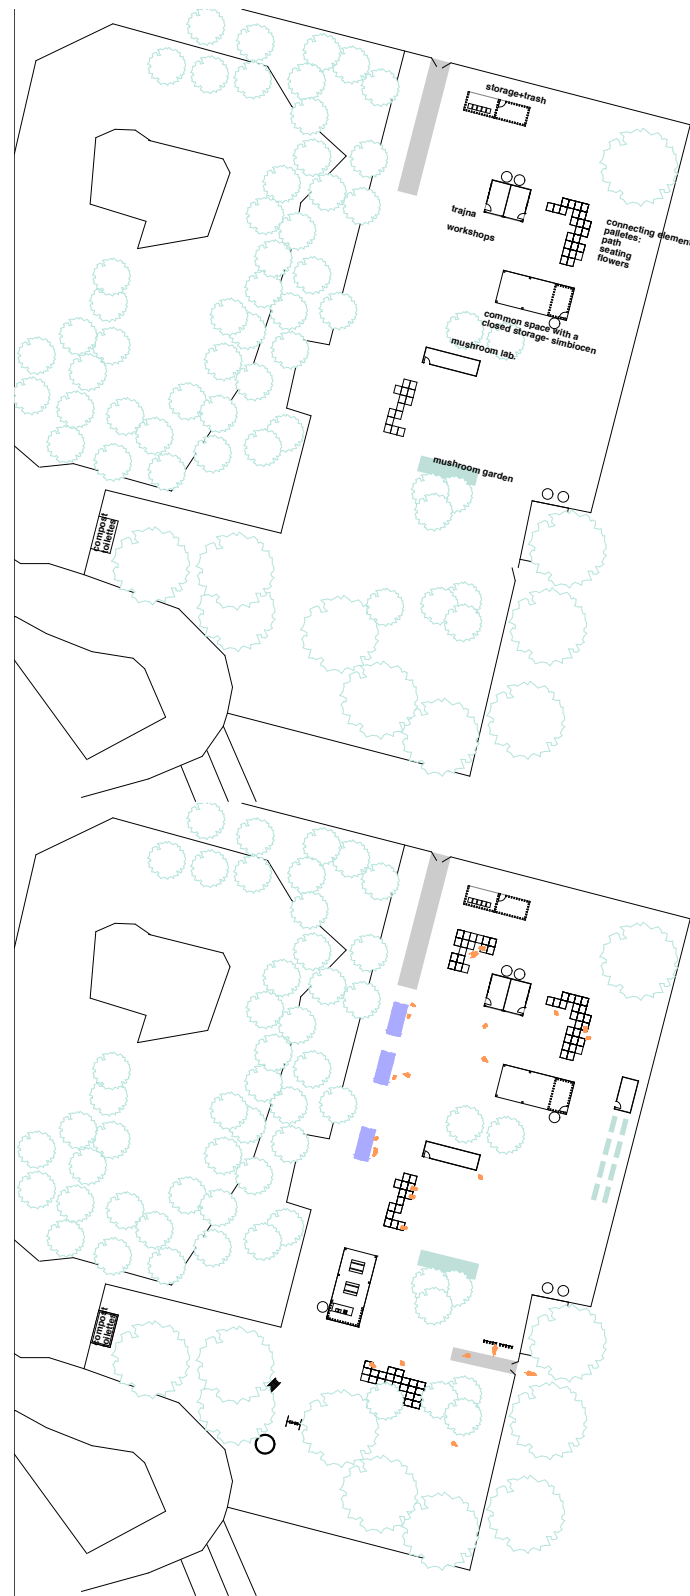 storage+trash
trajna
workshops
connecting element
palletes:
path
seating
flowers
common space with a
closed storage- simbiocen
mushroom lab.
mushroom garden
compost
toilettes
compost
toilettes